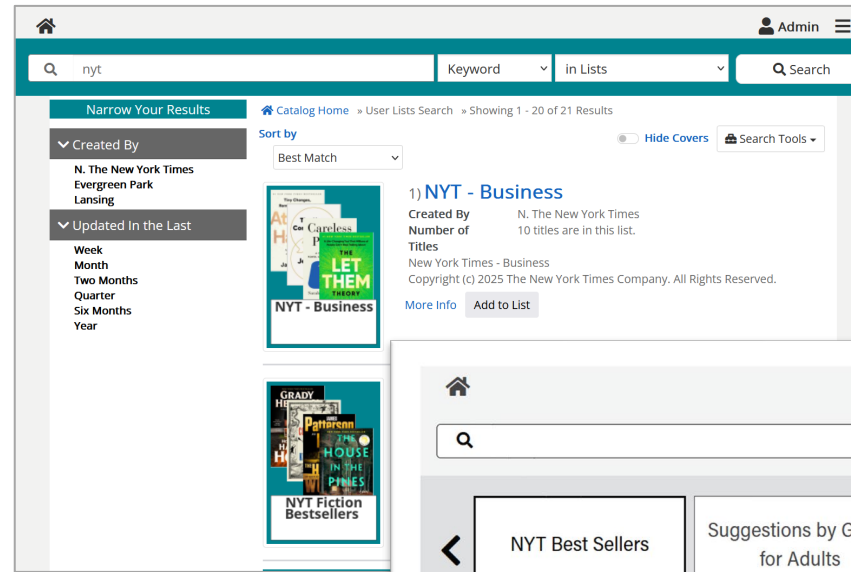 Admin
nyt
Keyword
in Lists
Search
Narrow Your Results
Catalog Home » User Lists Search » Showing 1 - 20 of 21 Results
Created By
N. The New York Times
Evergreen Park
Lansing
Updated In the Last
Week
Month
Two Months
Quarter
Six Months
Year
Sort by
Best Match
Hide Covers
Search Tools
1) NYT - Business
Created By N. The New York Times
Number of Titles 10 titles are in this list.
New York Times - Business
Copyright (c) 2025 The New York Times Company. All Rights Reserved.
More Info
Add to List
Tiny Changes,
Careless
THE
LET
THEM
THEORY
NYT - Business
GRADY
Patterson
THE
HOUSE
IN THE
PINES
NYT Fiction
Bestsellers
NYT Best Sellers
Suggestions by G
for Adults